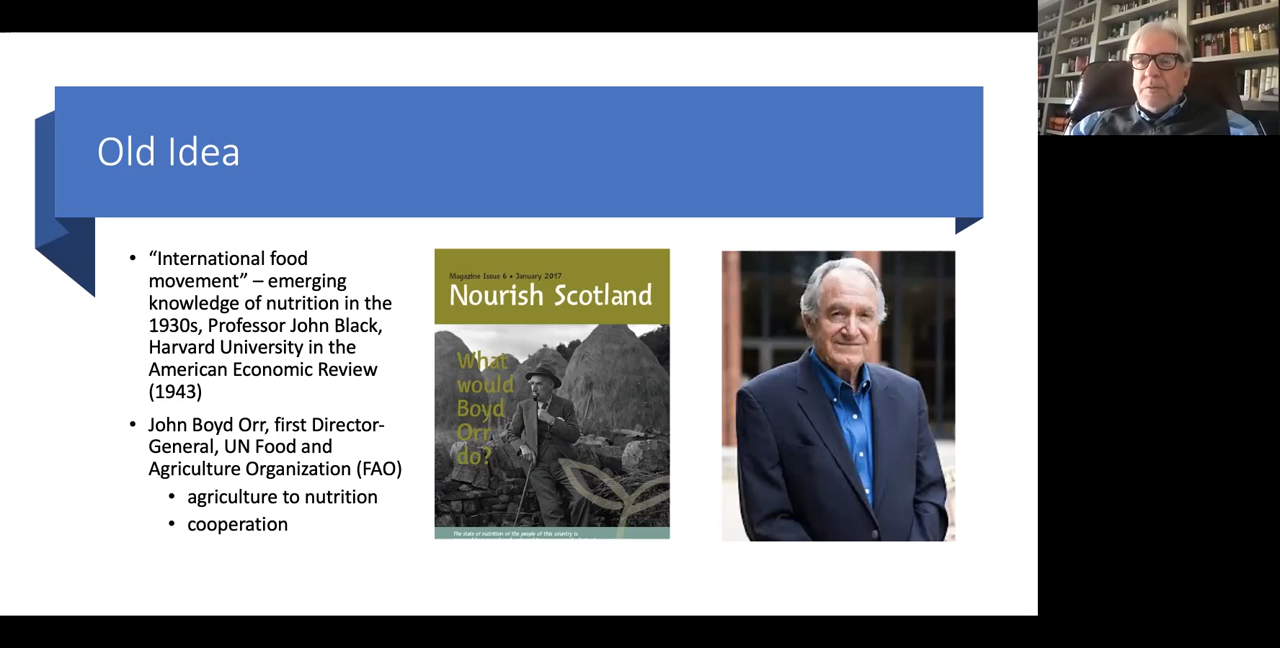 Old Idea
• “International food
movement” – emerging
knowledge of nutrition in the
1930s, Professor John Black,
Harvard University in the
American Economic Review
(1943)
• John Boyd Orr, first Director-
General, UN Food and
Agriculture Organization (FAO)
• agriculture to nutrition
• cooperation
Magazine Issue 6 • January 2017
Nourish Scotland
What
would
Boyd
Orr
do?
The state of nutrition of the people of this country is